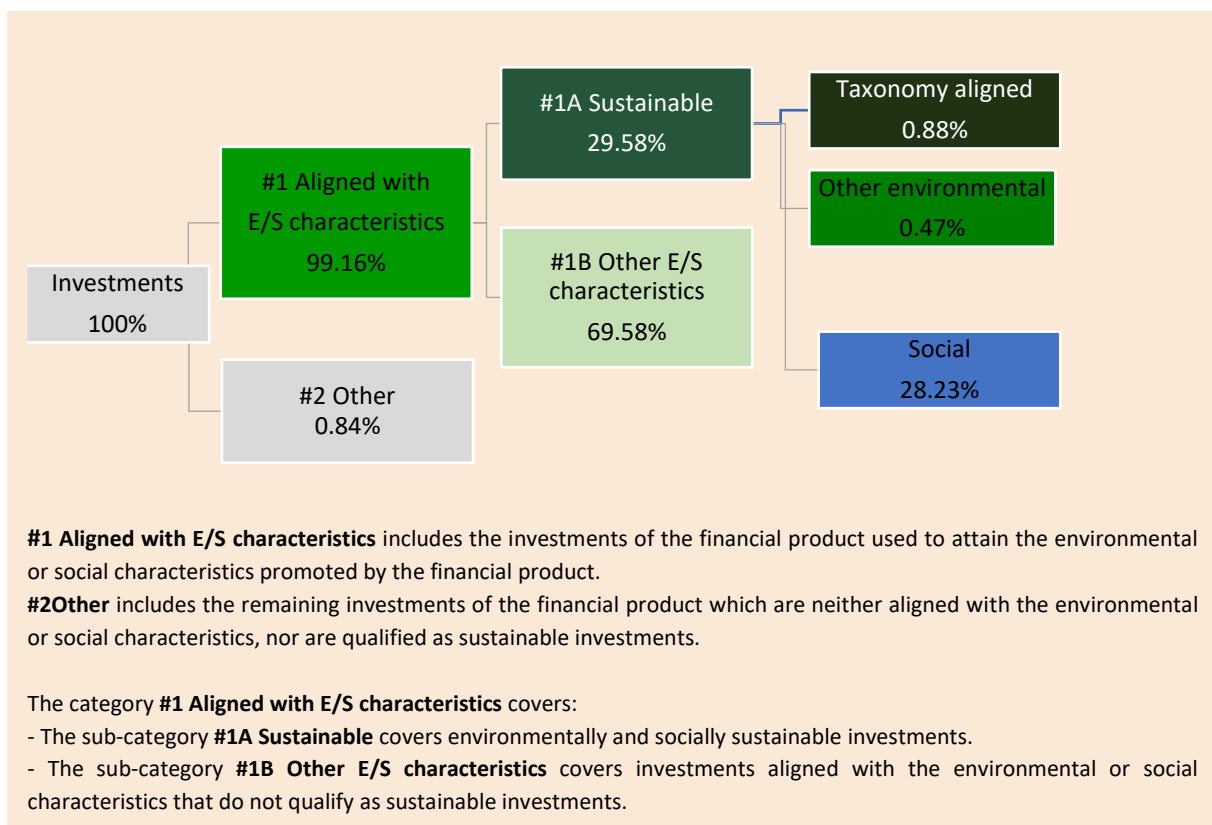 #1A Sustainable
29.58%
Taxonomy aligned
0.88%
#1 Aligned with
E/S characteristics
99.16%
Other environmental
0.47%
#1B Other E/S
characteristics
69.58%
Investments
100%
Social
28.23%
#2 Other
0.84%
#1 Aligned with E/S characteristics includes the investments of the financial product used to attain the environmental
or social characteristics promoted by the financial product.
#2Other includes the remaining investments of the financial product which are neither aligned with the environmental
or social characteristics, nor are qualified as sustainable investments.
The category #1 Aligned with E/S characteristics covers:
- The sub-category #1A Sustainable covers environmentally and socially sustainable investments.
- The sub-category #1B Other E/S characteristics covers investments aligned with the environmental or social
characteristics that do not qualify as sustainable investments.